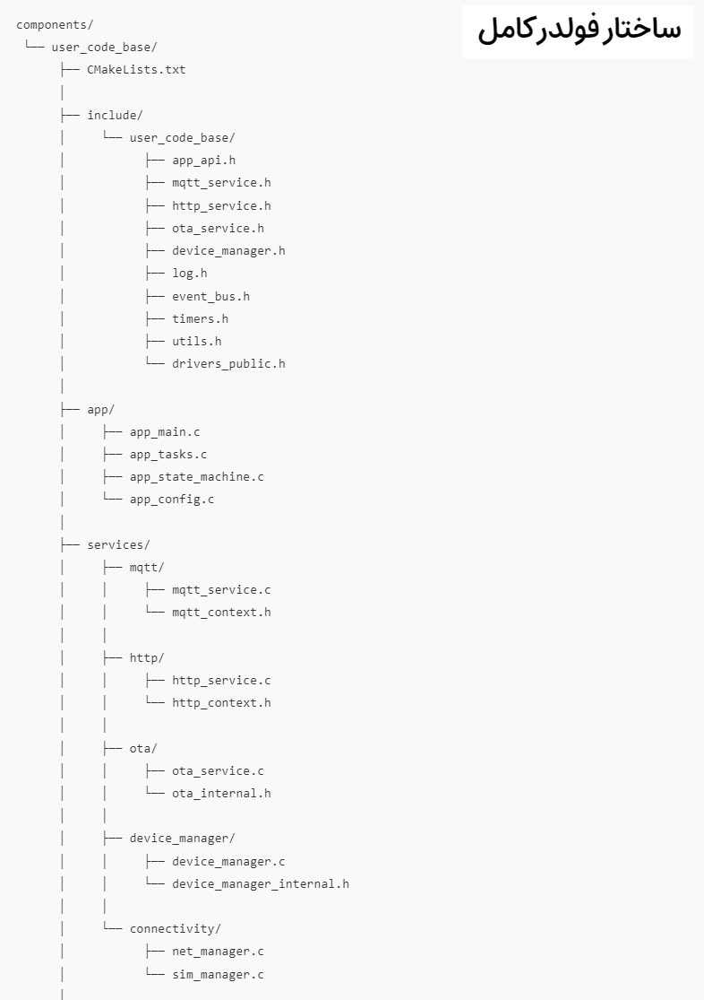 ساختار فولدر کامل
components/
└── user_code_base/
├── CMakeLists.txt
│
├── include/
│ └── user_code_base/
│ ├── app_api.h
│ ├── mqtt_service.h
│ ├── http_service.h
│ ├── ota_service.h
│ ├── device_manager.h
│ ├── log.h
│ ├── event_bus.h
│ ├── timers.h
│ ├── utils.h
│ └── drivers_public.h
│
├── app/
│ ├── app_main.c
│ ├── app_tasks.c
│ ├── app_state_machine.c
│ └── app_config.c
│
├── services/
│ ├── mqtt/
│ │ ├── mqtt_service.c
│ │ └── mqtt_context.h
│ │
│ ├── http/
│ │ ├── http_service.c
│ │ └── http_context.h
│ │
│ ├── ota/
│ │ ├── ota_service.c
│ │ └── ota_internal.h
│ │
│ ├── device_manager/
│ │ ├── device_manager.c
│ │ └── device_manager_internal.h
│ │
│ └── connectivity/
│ ├── net_manager.c
│ └── sim_manager.c
│